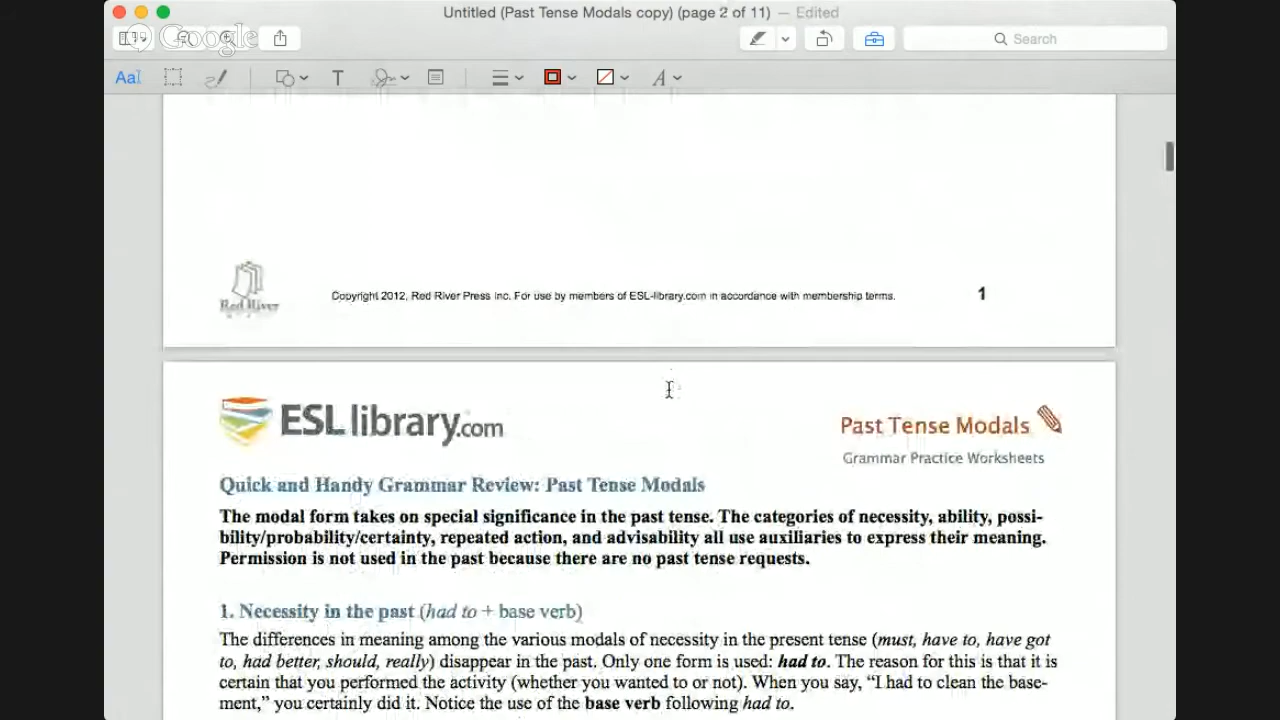 Untitled (Past Tense Modals copy) (page 2 of 11) — Edited
Google
Search
Aa
T
A
Red River
Copyright 2012, Red River Press Inc. For use by members of ESL-library.com in accordance with membership terms.
1
ESL library.com
Past Tense Modals
Grammar Practice Worksheets
Quick and Handy Grammar Review: Past Tense Modals
The modal form takes on special significance in the past tense. The categories of necessity, ability, possi-
bility/probability/certainty, repeated action, and advisability all use auxiliaries to express their meaning.
Permission is not used in the past because there are no past tense requests.
1. Necessity in the past (had to + base verb)
The differences in meaning among the various modals of necessity in the present tense (must, have to, have got
to, had better, should, really) disappear in the past. Only one form is used: had to. The reason for this is that it is
certain that you performed the activity (whether you wanted to or not). When you say, “I had to clean the base-
ment,” you certainly did it. Notice the use of the base verb following had to.